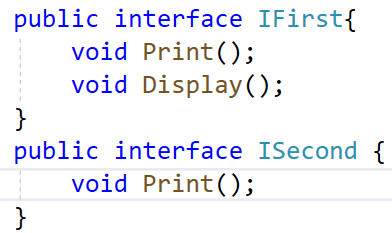 public interface IFirst{
    void Print();
    void Display();
}
public interface ISecond {
    void Print();
}